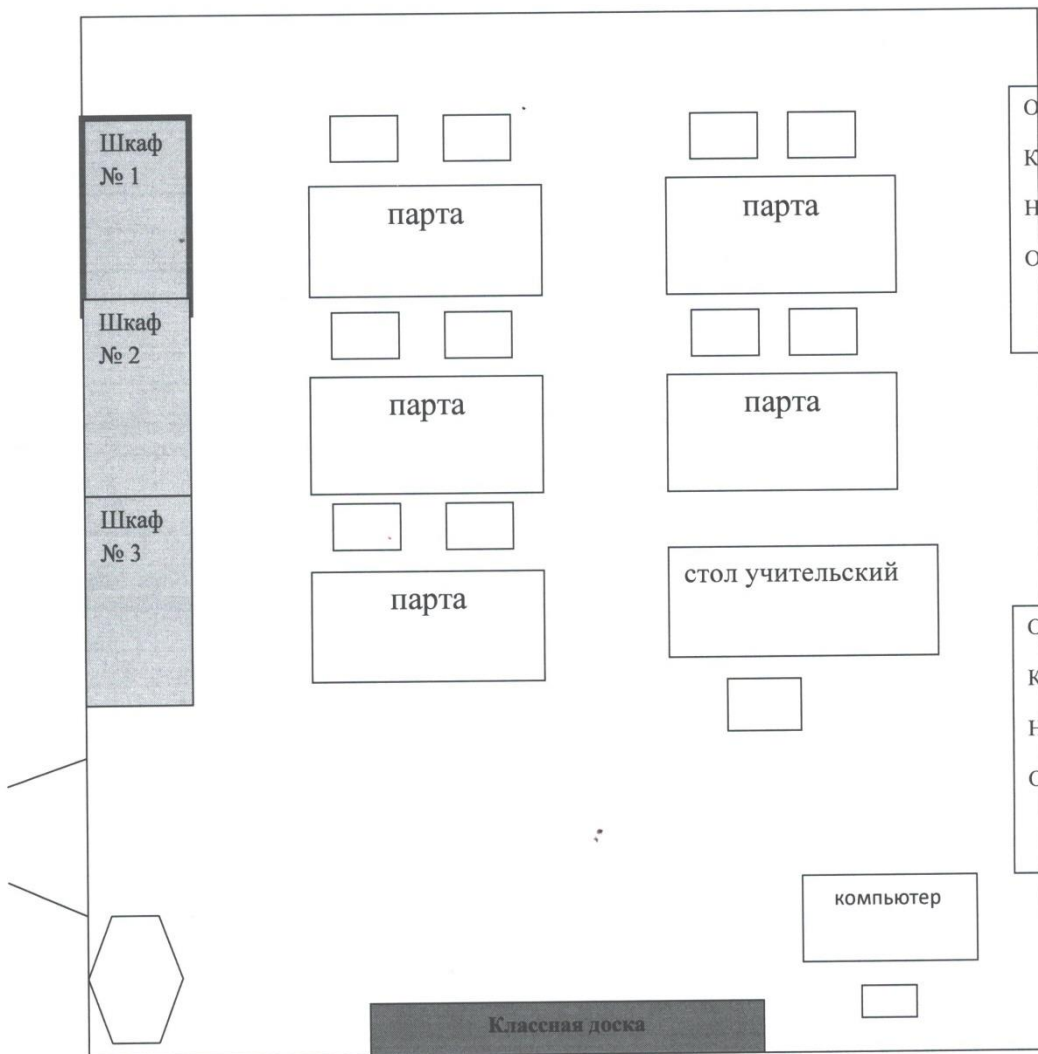 Шкаф
№ 1
парта
парта
О
К
Н
О
Шкаф
№ 2
парта
парта
Шкаф
№ 3
парта
стол учительский
О
К
Н
О
компьютер
Классная доска